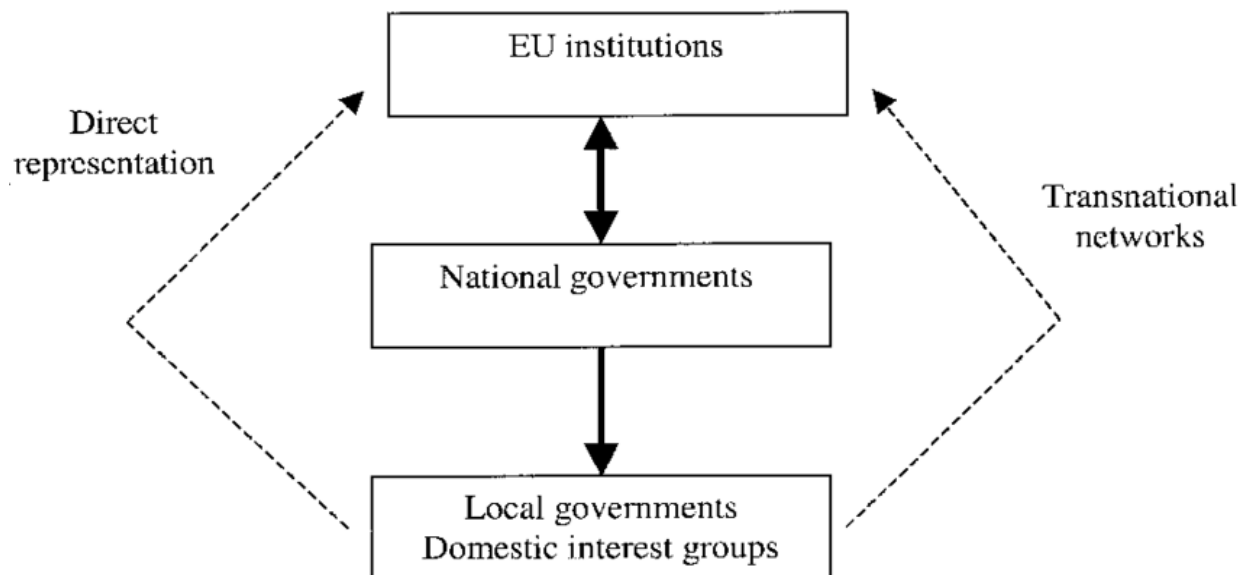 EU institutions
Direct
representation
Transnational
networks
National governments
Local governments
Domestic interest groups